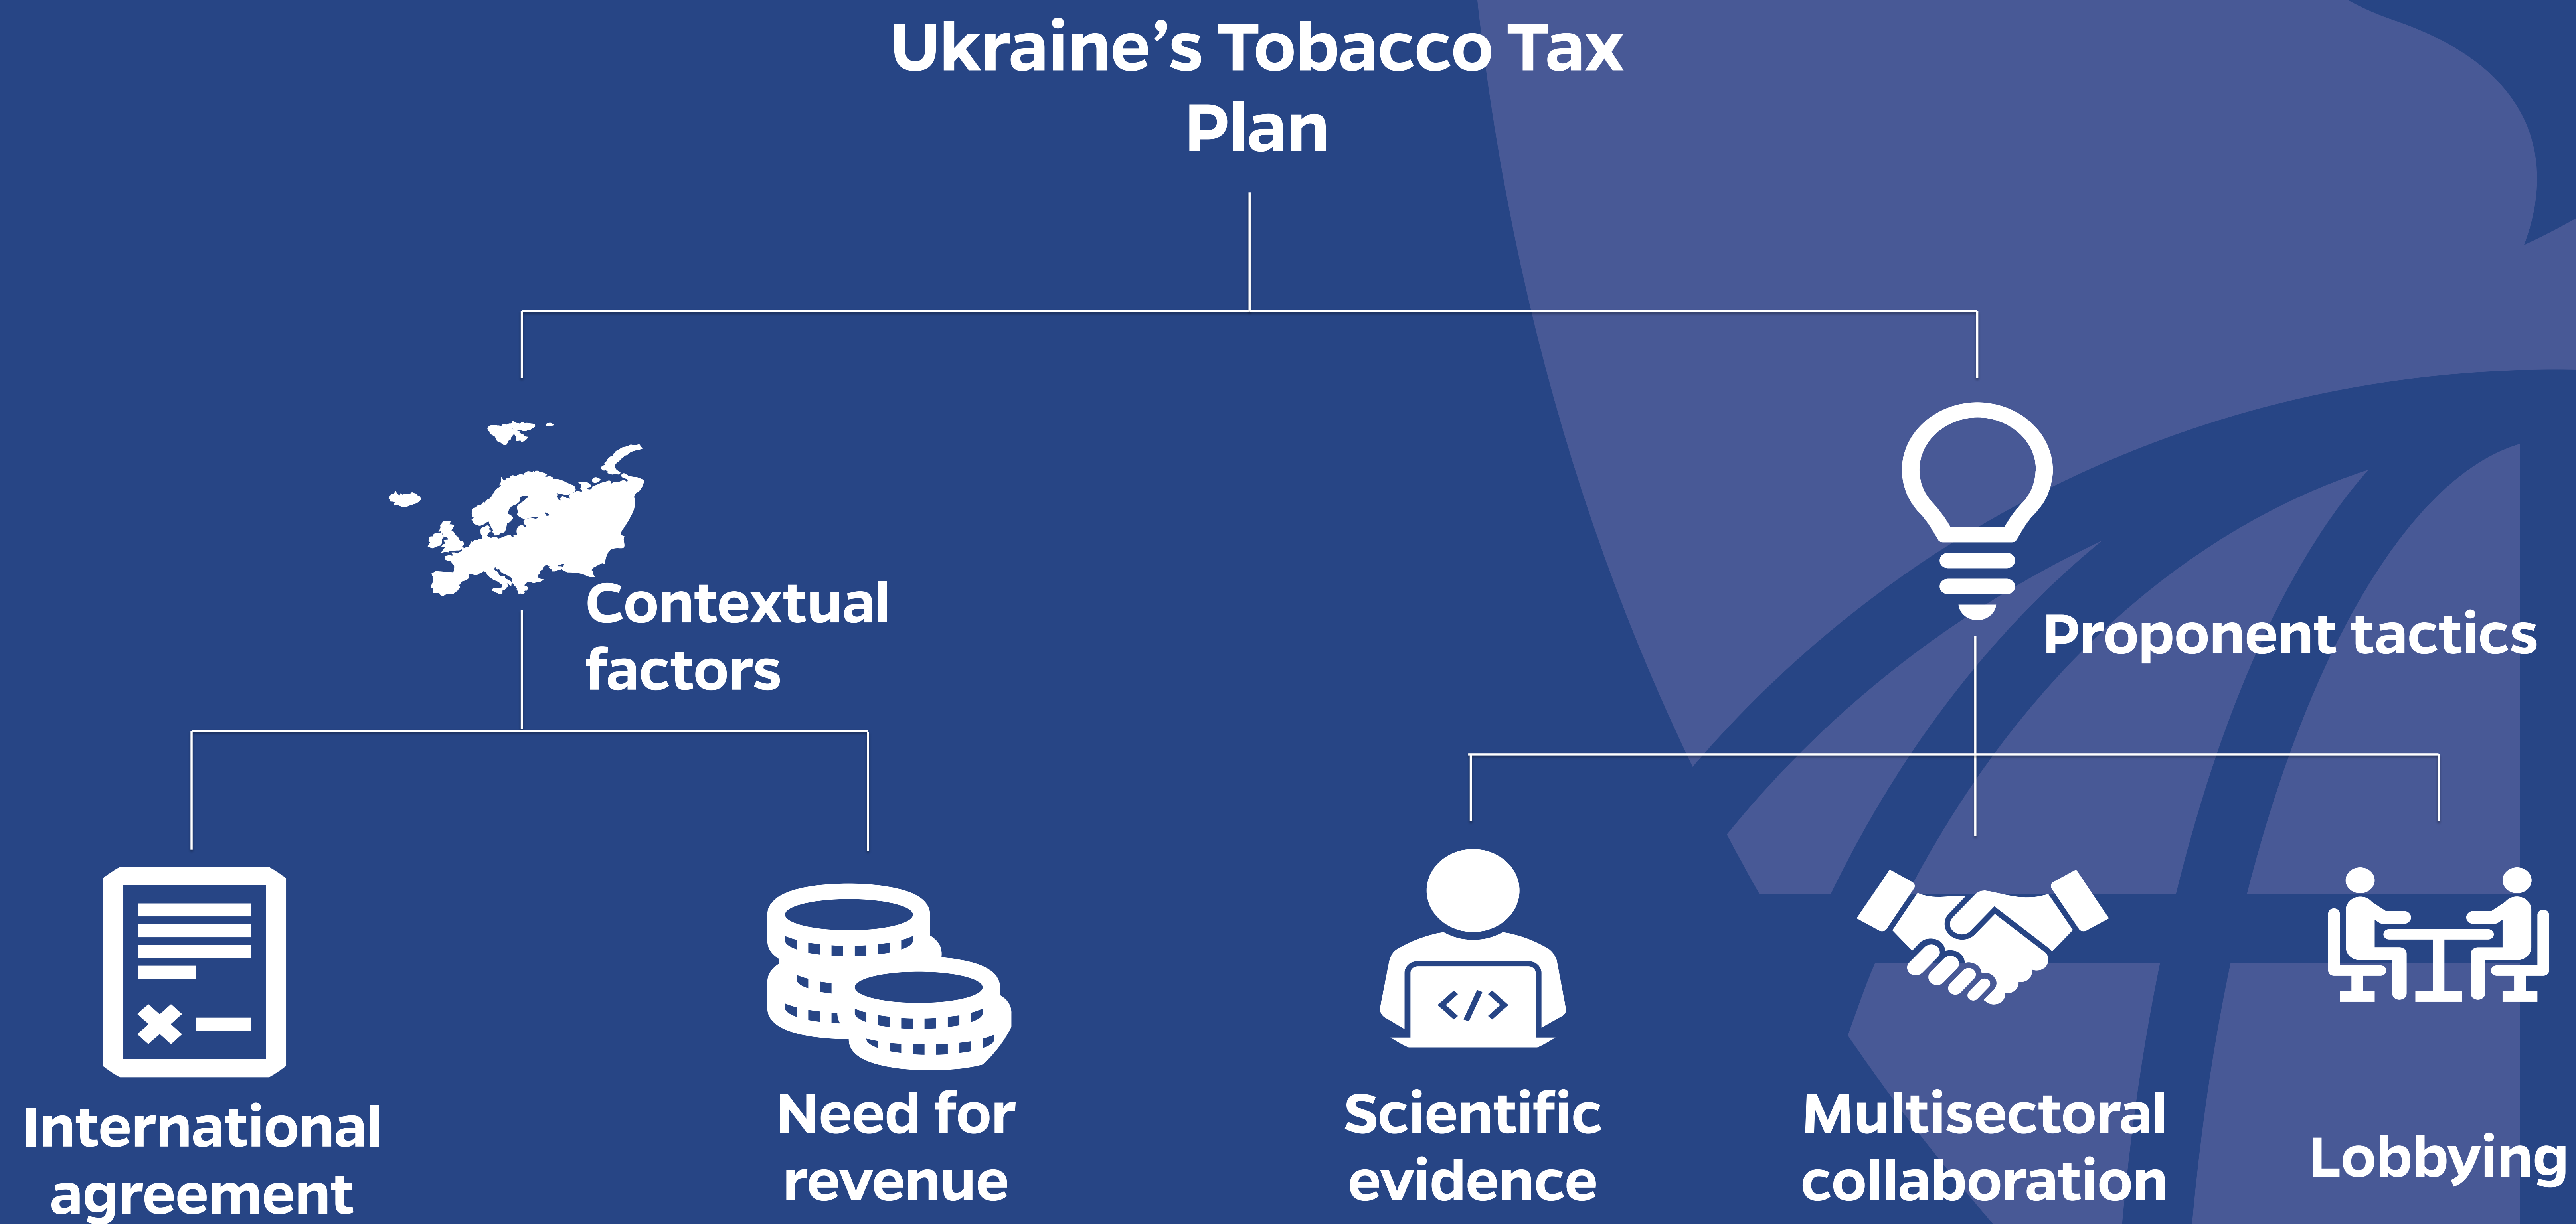 Ukraine’s Tobacco Tax
Plan
Contextual
factors
Proponent tactics
International
agreement
Need for
revenue
Scientific
evidence
Multisectoral
collaboration
Lobbying